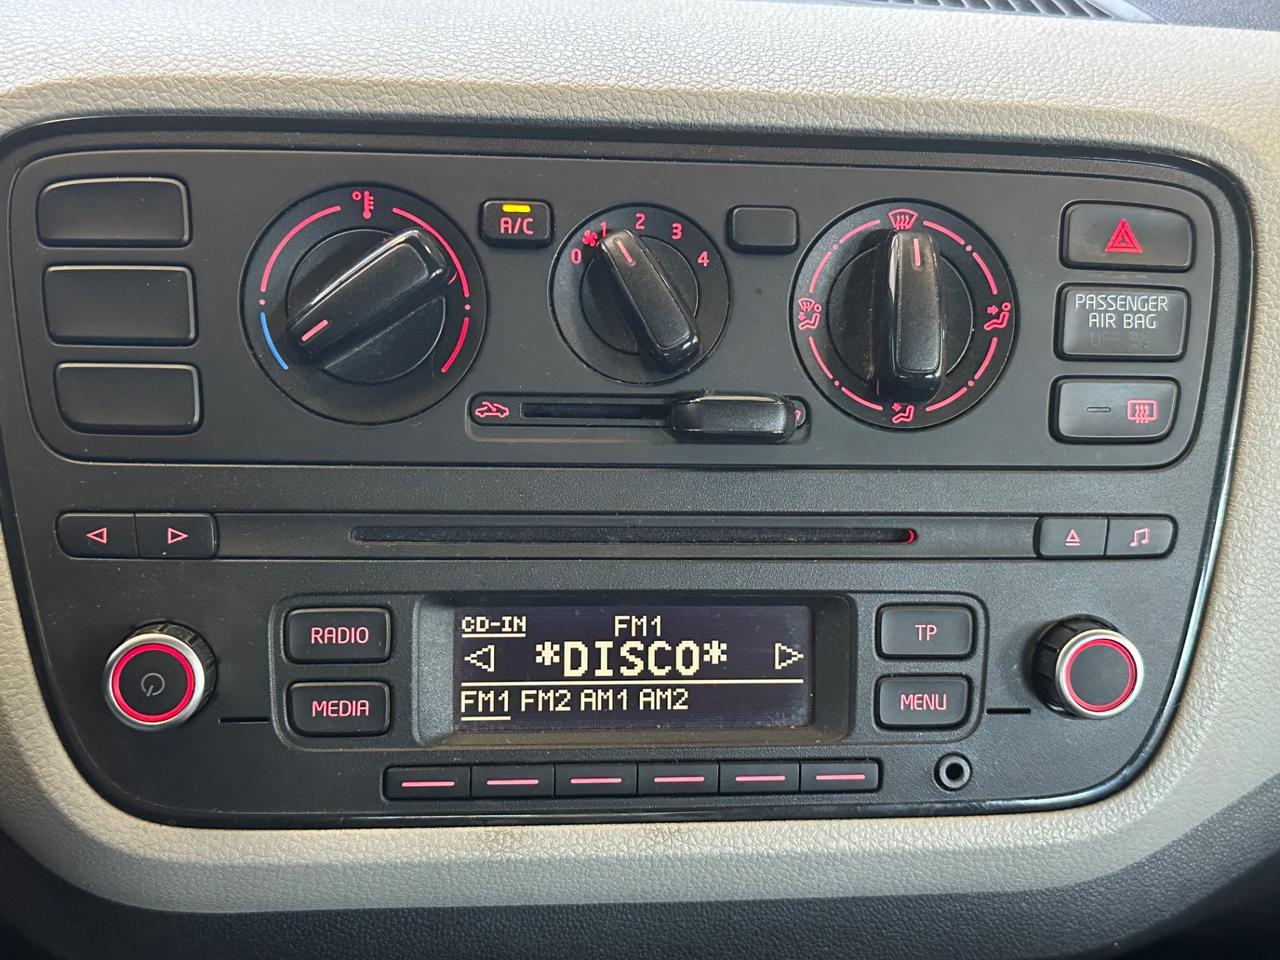 A/C
0 1 2 3 4
PASSENGER
AIR BAG
OFF
RADIO
MEDIA
CD-IN FM1
*DISCO*
FM1 FM2 AM1 AM2
TP
MENU